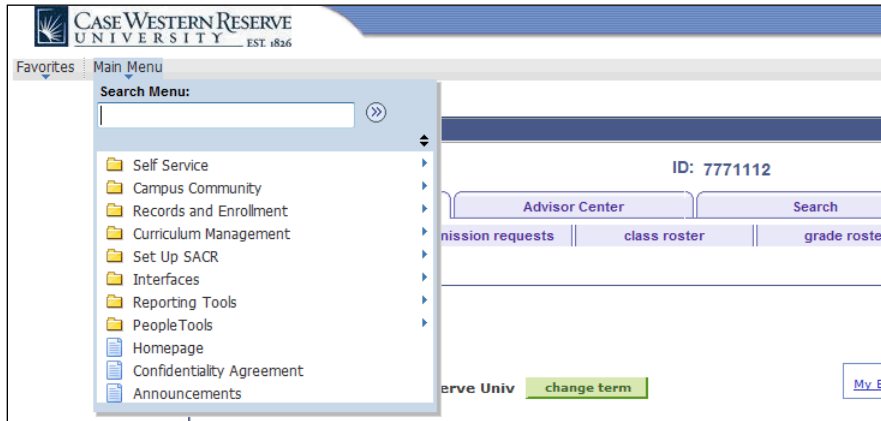 CASE WESTERN RESERVE
UNIVERSITY EST. 1826
Favorites Main Menu
Search Menu:
Self Service
Campus Community
Records and Enrollment
Curriculum Management
Set Up SACR
Interfaces
Reporting Tools
PeopleTools
Homepage
Confidentiality Agreement
Announcements
ID: 7771112
Advisor Center Search
mission requests class roster grade roste
erve Univ change term
My E